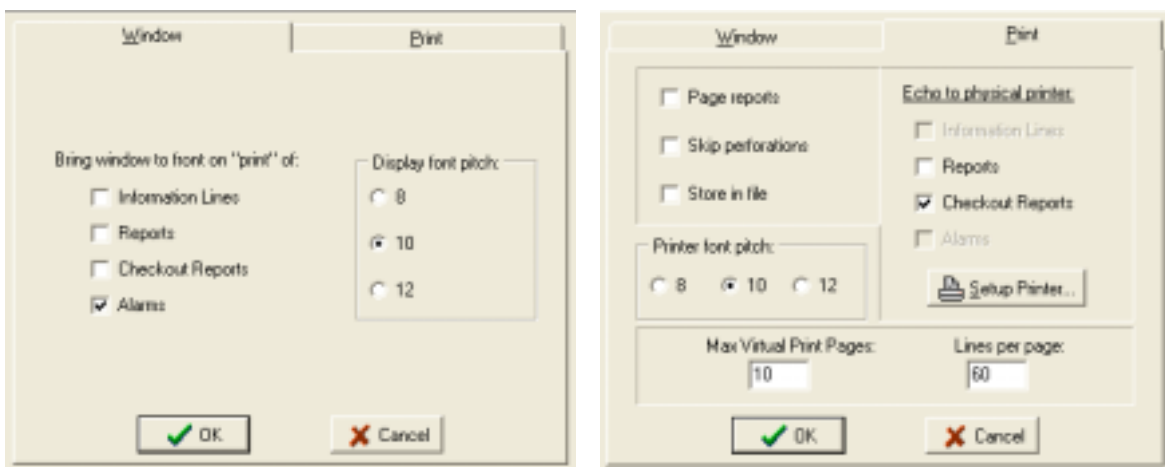 Window
Print
Bring window to front on "print" of:
Information Lines
Reports
Checkout Reports
Alarms
Display font pitch:
8
10
12
OK
Cancel
Window
Print
Page reports
Skip perforations
Store in file
Echo to physical printer:
Information Lines
Reports
Checkout Reports
Alarms
Setup Printer...
Printer font pitch:
8 10 12
Max Virtual Print Pages:
10
Lines per page:
60
OK
Cancel